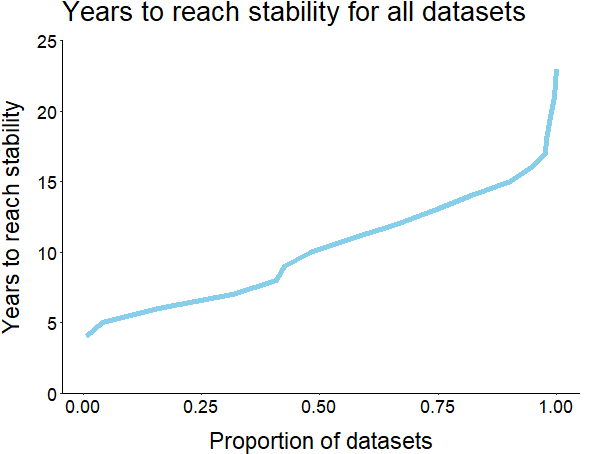 Years to reach stability for all datasets
Years to reach stability
25
20
15
10
5
0
0.00 0.25 0.50 0.75 1.00
Proportion of datasets